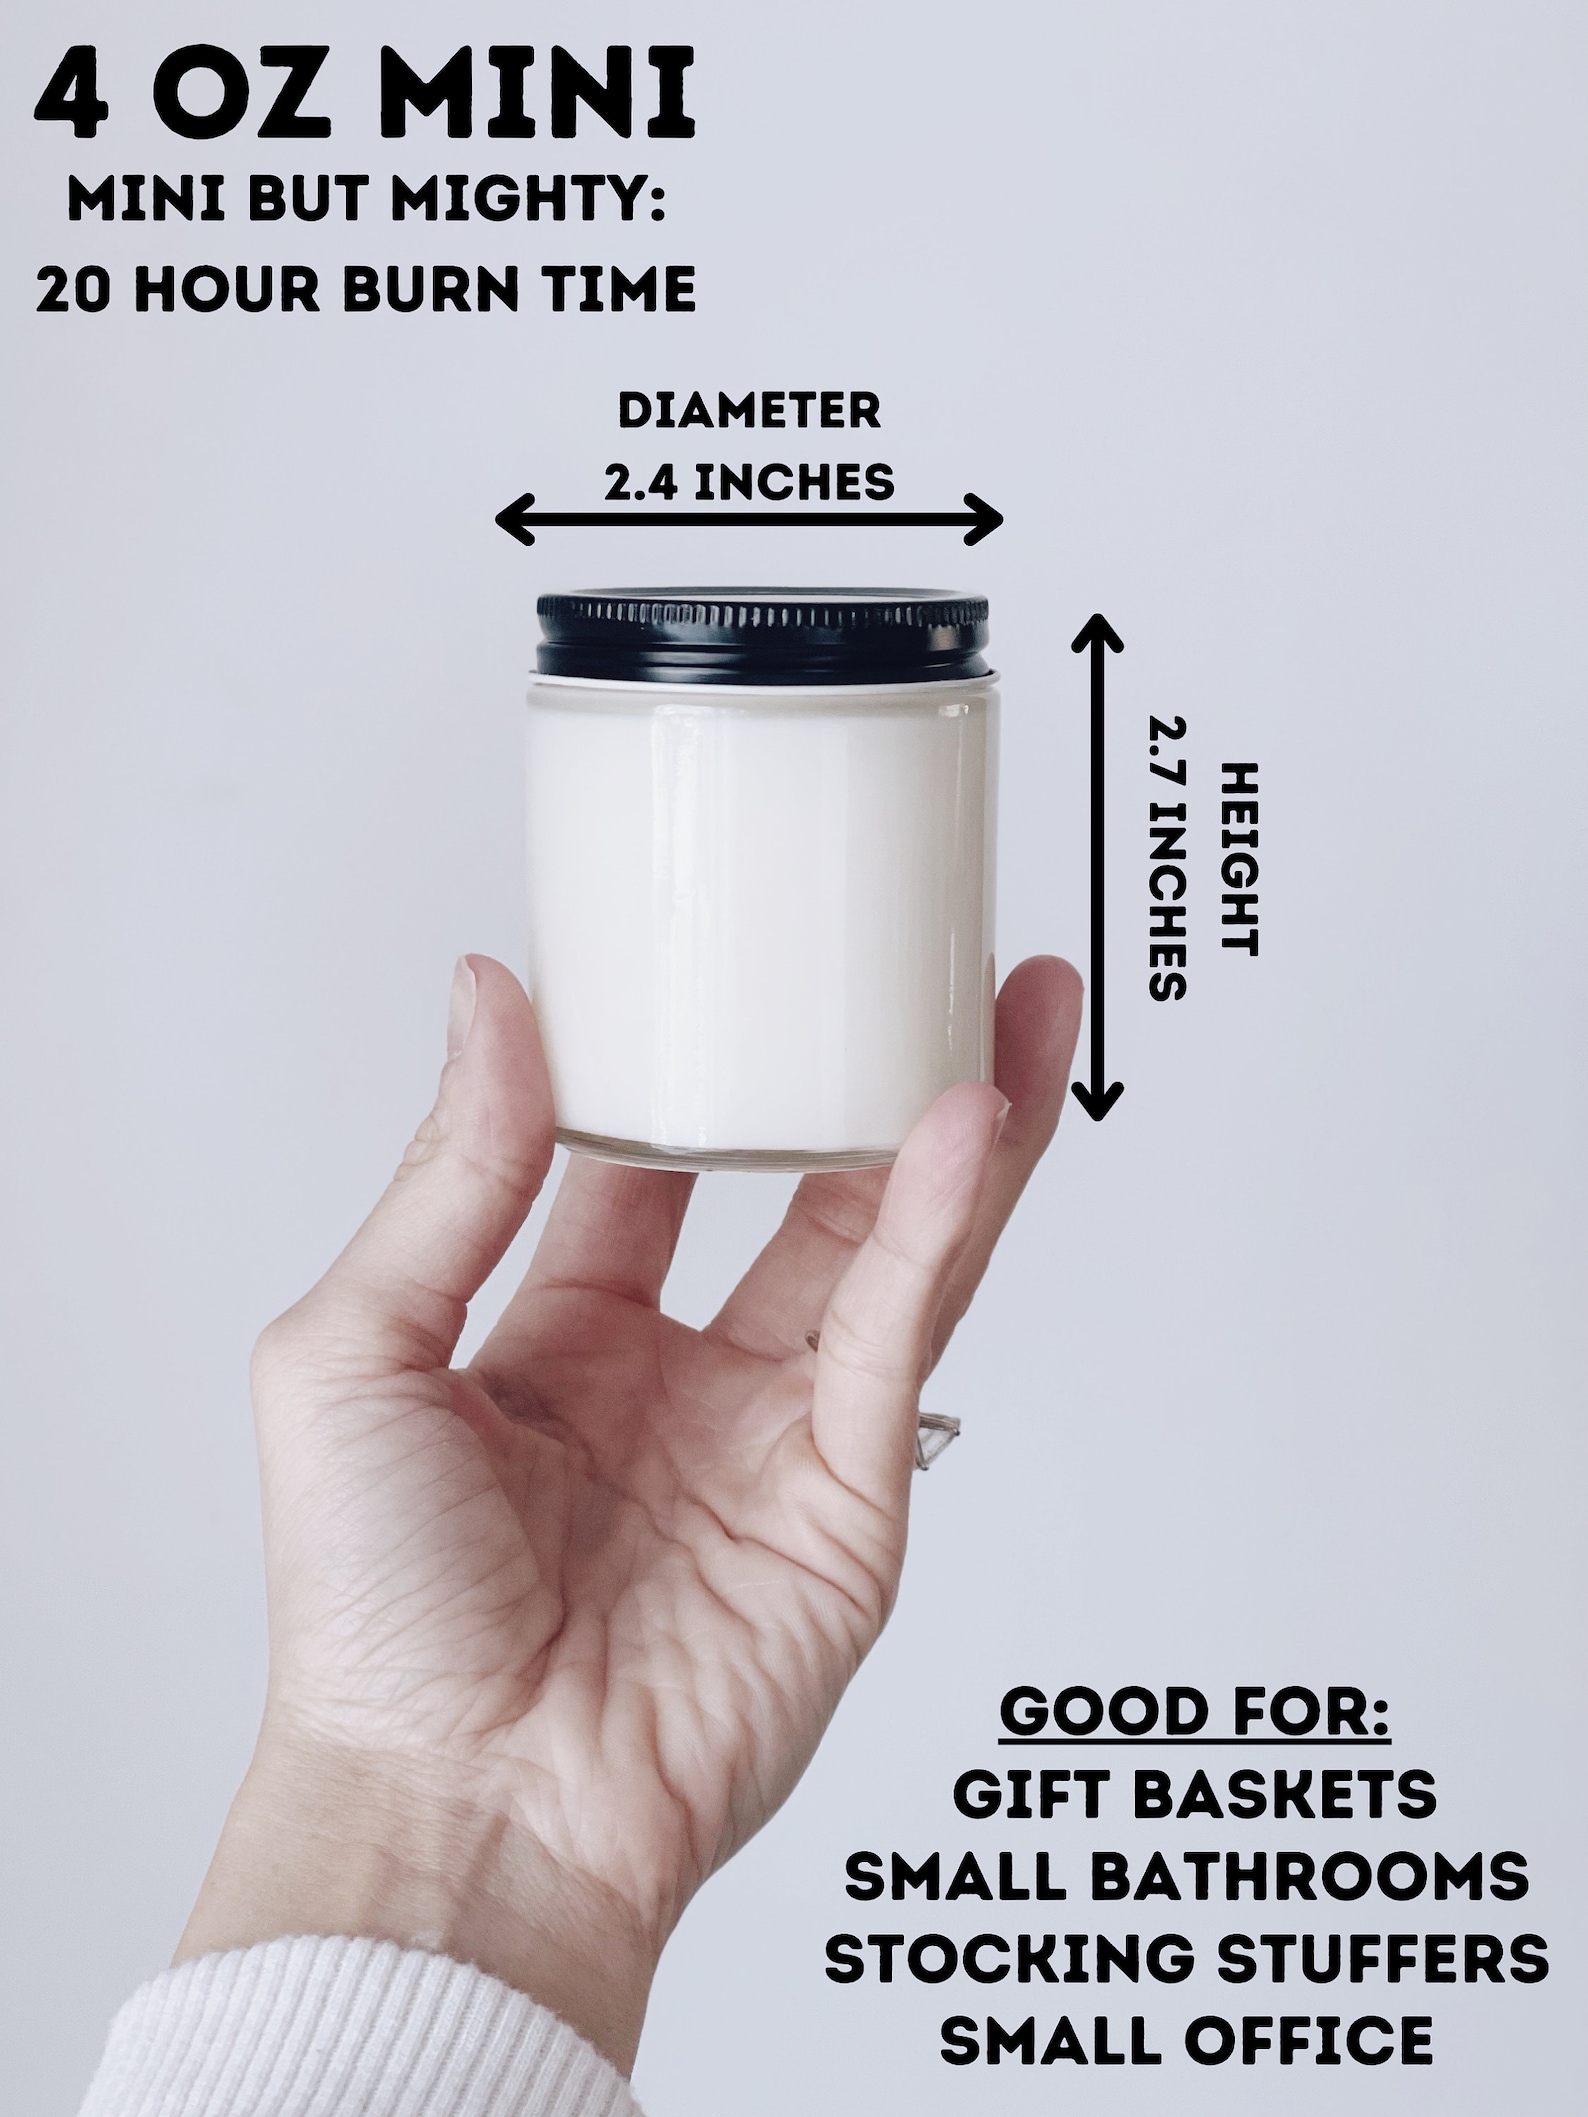 4 OZ MINI
MINI BUT MIGHTY:
20 HOUR BURN TIME
DIAMETER
2.4 INCHES
HEIGHT
2.7 INCHES
GOOD FOR:
GIFT BASKETS
SMALL BATHROOMS
STOCKING STUFFERS
SMALL OFFICE